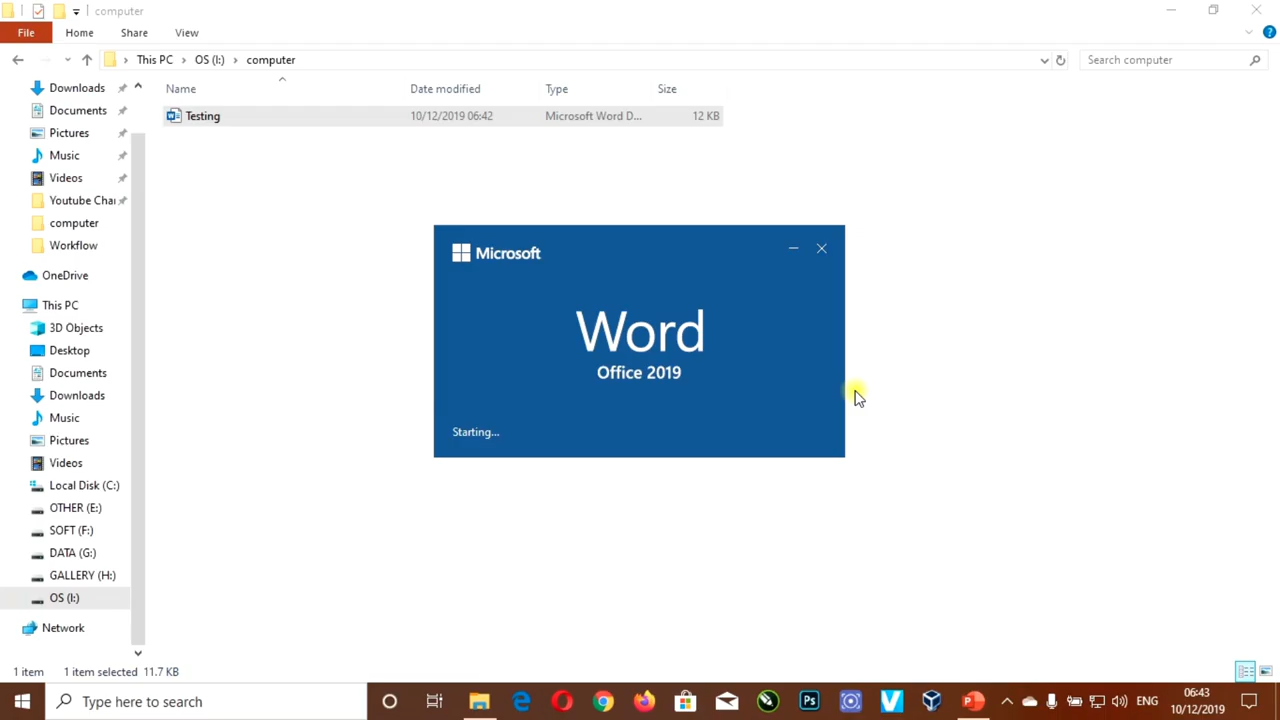 computer
File Home Share View
This PC OS (I:) computer
Search computer
Name Date modified Type Size
Testing 10/12/2019 06:42 Microsoft Word D... 12 KB
Downloads
Documents
Pictures
Music
Videos
Youtube Cha
computer
Workflow
OneDrive
This PC
3D Objects
Desktop
Documents
Downloads
Music
Pictures
Videos
Local Disk (C:)
OTHER (E:)
SOFT (F:)
DATA (G:)
GALLERY (H:)
OS (I:)
Network
Microsoft
Word
Office 2019
Starting...
1 item 1 item selected 11.7 KB
Type here to search
Ps
ENG
06:43
10/12/2019